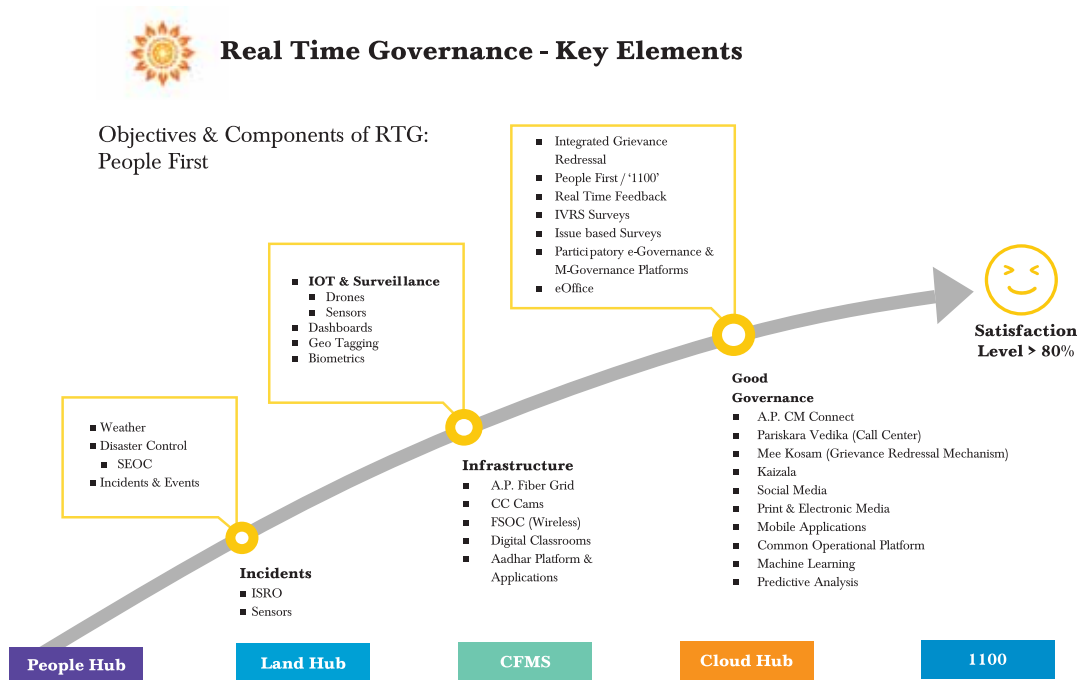 Real Time Governance - Key Elements
Objectives & Components of RTG:
People First
Integrated Grievance
Redressal
People First / ‘1100’
Real Time Feedback
IVRS Surveys
Issue based Surveys
Participatory e-Governance &
M-Governance Platforms
eOffice
IOT & Surveillance
Drones
Sensors
Dashboards
Geo Tagging
Biometrics
Weather
Disaster Control
SEOC
Incidents & Events
Satisfaction
Level > 80%
Incidents
ISRO
Sensors
Infrastructure
A.P. Fiber Grid
CC Cams
FSOC (Wireless)
Digital Classrooms
Aadhar Platform &
Applications
Good
Governance
A.P. CM Connect
Pariskara Vedika (Call Center)
Mee Kosam (Grievance Redressal Mechanism)
Kaizala
Social Media
Print & Electronic Media
Mobile Applications
Common Operational Platform
Machine Learning
Predictive Analysis
People Hub
Land Hub
CFMS
Cloud Hub
1100